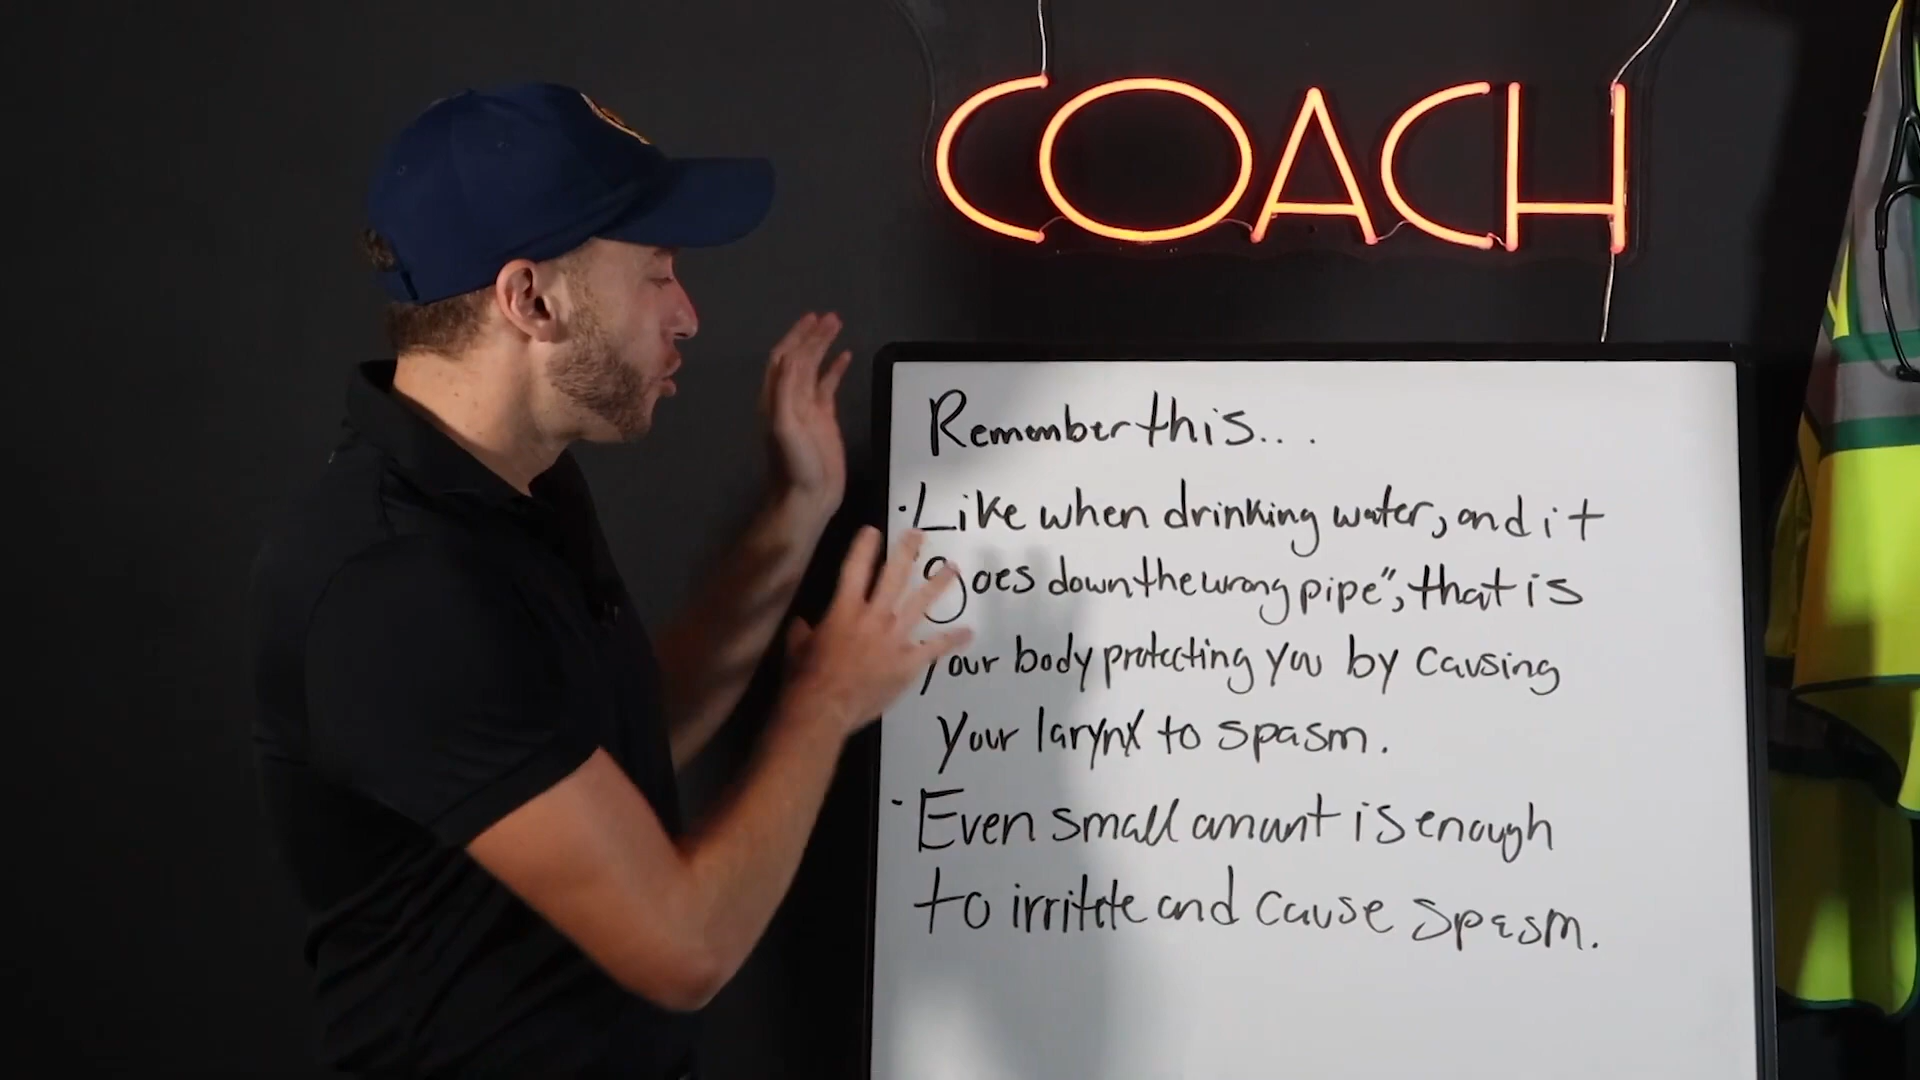 COACH
Remember this...
·Like when drinking water, and it
"goes down the wrong pipe", that is
your body protecting you by causing
your larynx to spasm.
- Even small amount is enough
to irritate and cause spasm.